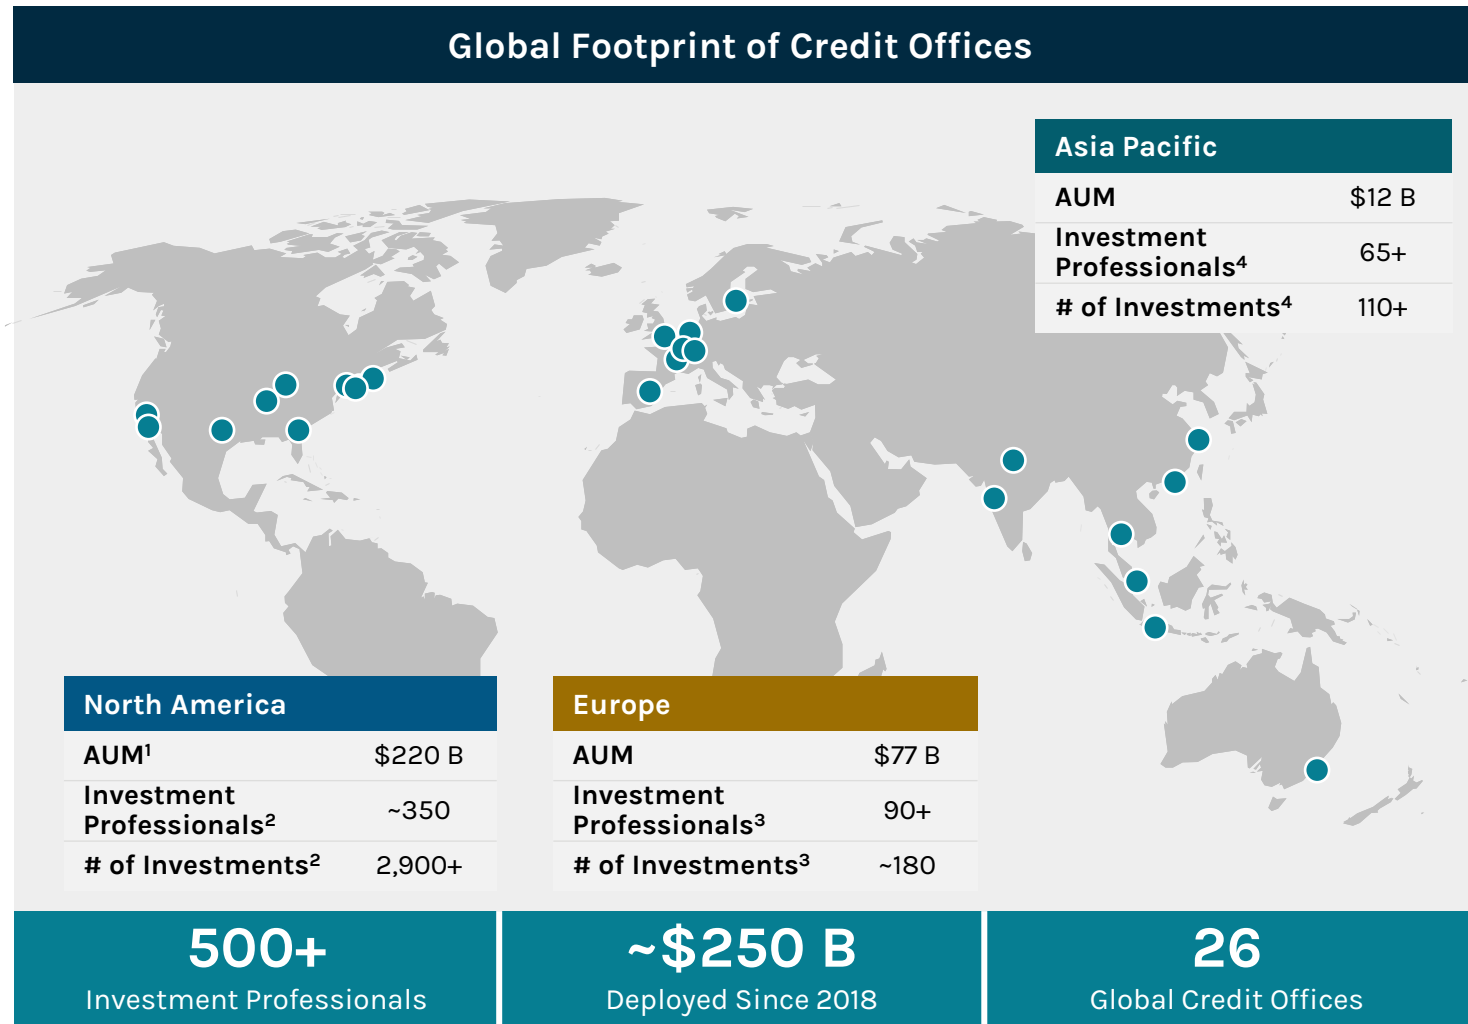 Global Footprint of Credit Offices
Asia Pacific
AUM $12 B
Investment
Professionals⁴ 65+
# of Investments⁴ 110+
North America
AUM¹ $220 B
Investment
Professionals² ~350
# of Investments² 2,900+
Europe
AUM $77 B
Investment
Professionals³ 90+
# of Investments³ ~180
500+
Investment Professionals
~$250 B
Deployed Since 2018
26
Global Credit Offices